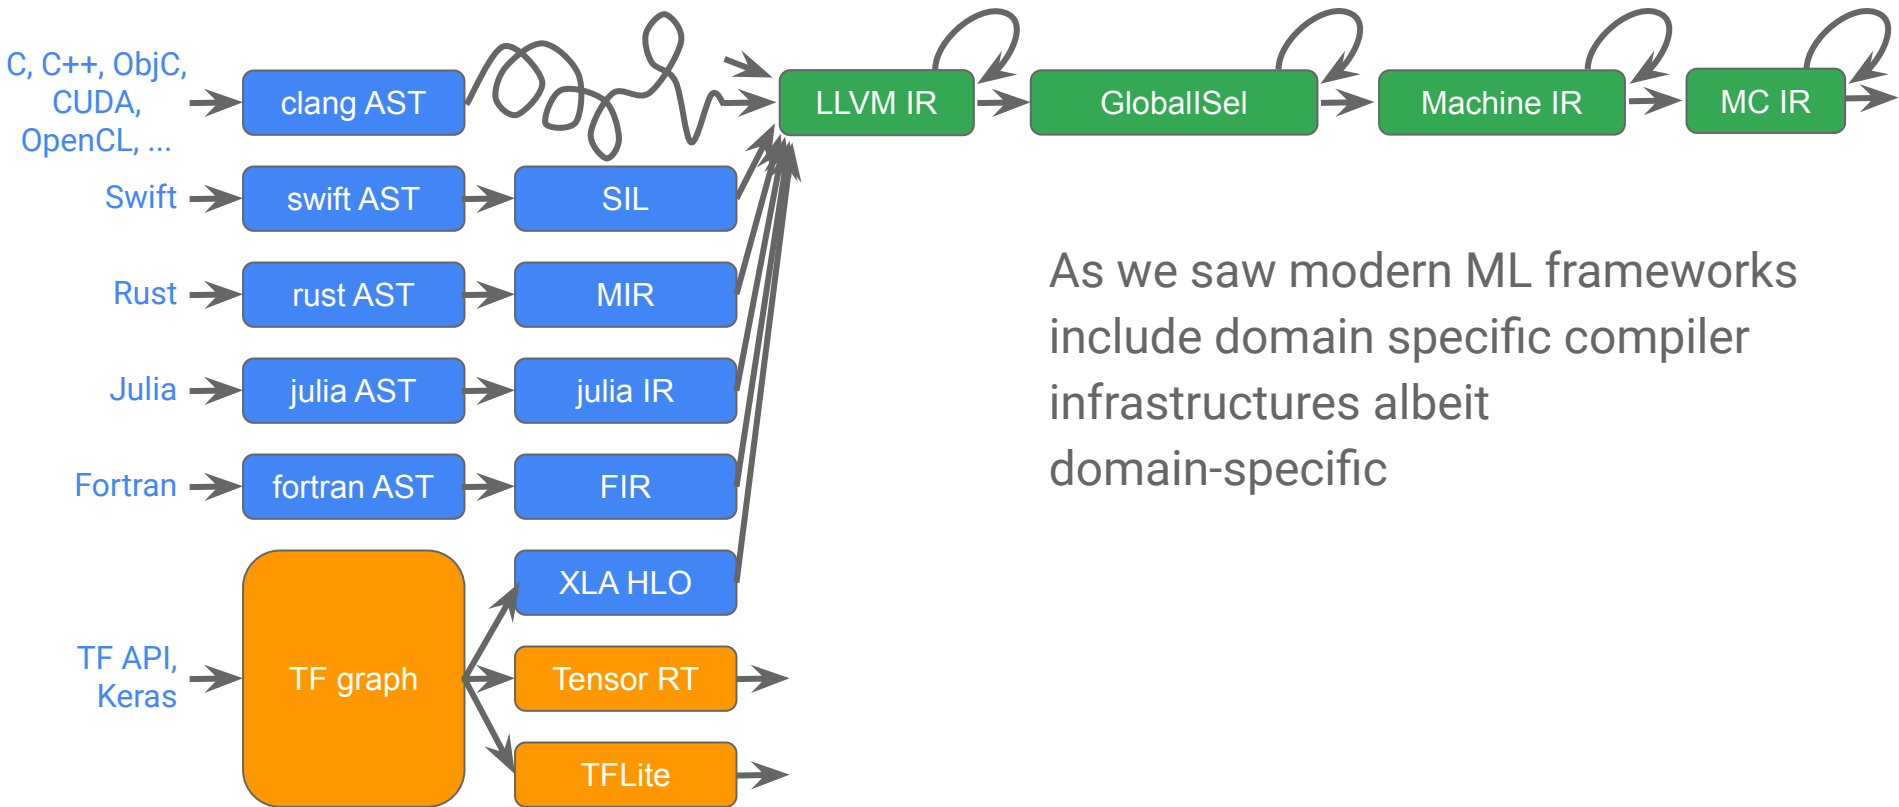 C, C++, ObjC,
CUDA,
OpenCL, ...
clang AST
LLVM IR
GlobalISel
Machine IR
MC IR
Swift
swift AST
SIL
Rust
rust AST
MIR
Julia
julia AST
julia IR
Fortran
fortran AST
FIR
TF API,
Keras
TF graph
XLA HLO
Tensor RT
TFLite
As we saw modern ML frameworks
include domain specific compiler
infrastructures albeit
domain-specific